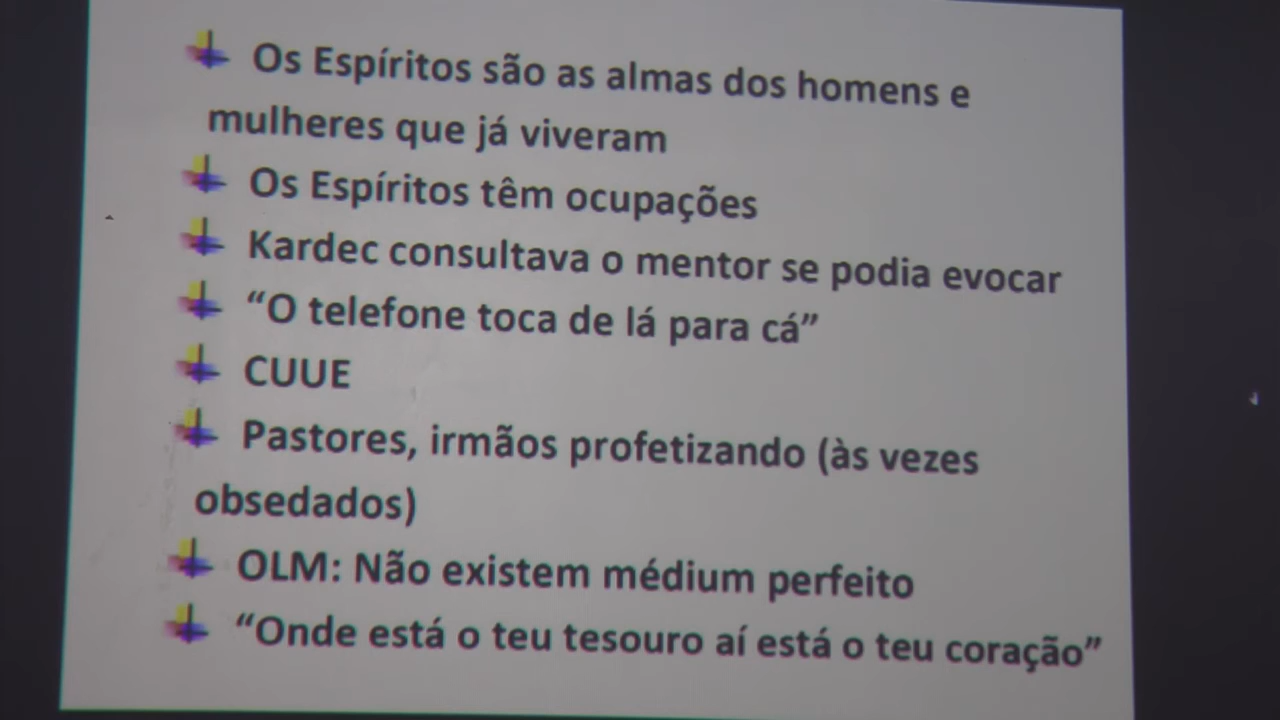 Os Espíritos são as almas dos homens e
mulheres que já viveram
Os Espíritos têm ocupações
Kardec consultava o mentor se podia evocar
“O telefone toca de lá para cá”
CUUE
Pastores, irmãos profetizando (às vezes
obsedados)
OLM: Não existem médium perfeito
“Onde está o teu tesouro aí está o teu coração”